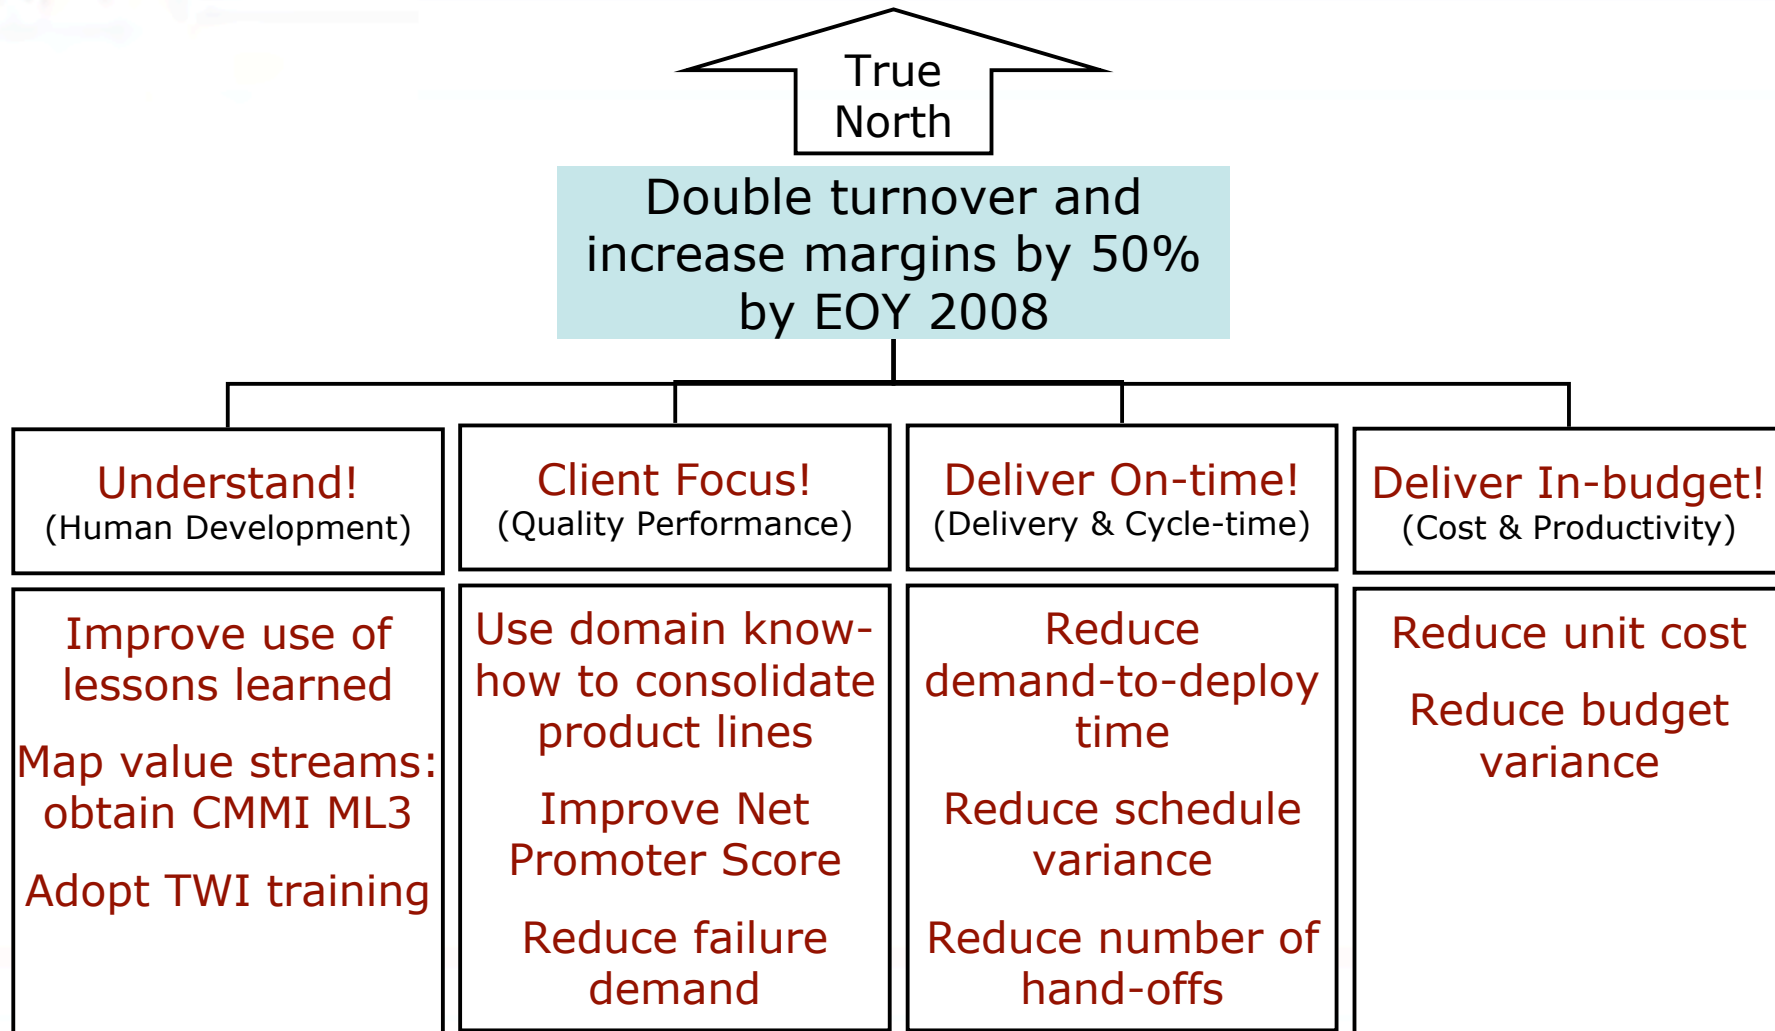 True
North
Double turnover and
increase margins by 50%
by EOY 2008
Understand!
(Human Development)
Improve use of
lessons learned
Map value streams:
obtain CMMI ML3
Adopt TWI training
Client Focus!
(Quality Performance)
Use domain know-
how to consolidate
product lines
Improve Net
Promoter Score
Reduce failure
demand
Deliver On-time!
(Delivery & Cycle-time)
Reduce
demand-to-deploy
time
Reduce schedule
variance
Reduce number of
hand-offs
Deliver In-budget!
(Cost & Productivity)
Reduce unit cost
Reduce budget
variance